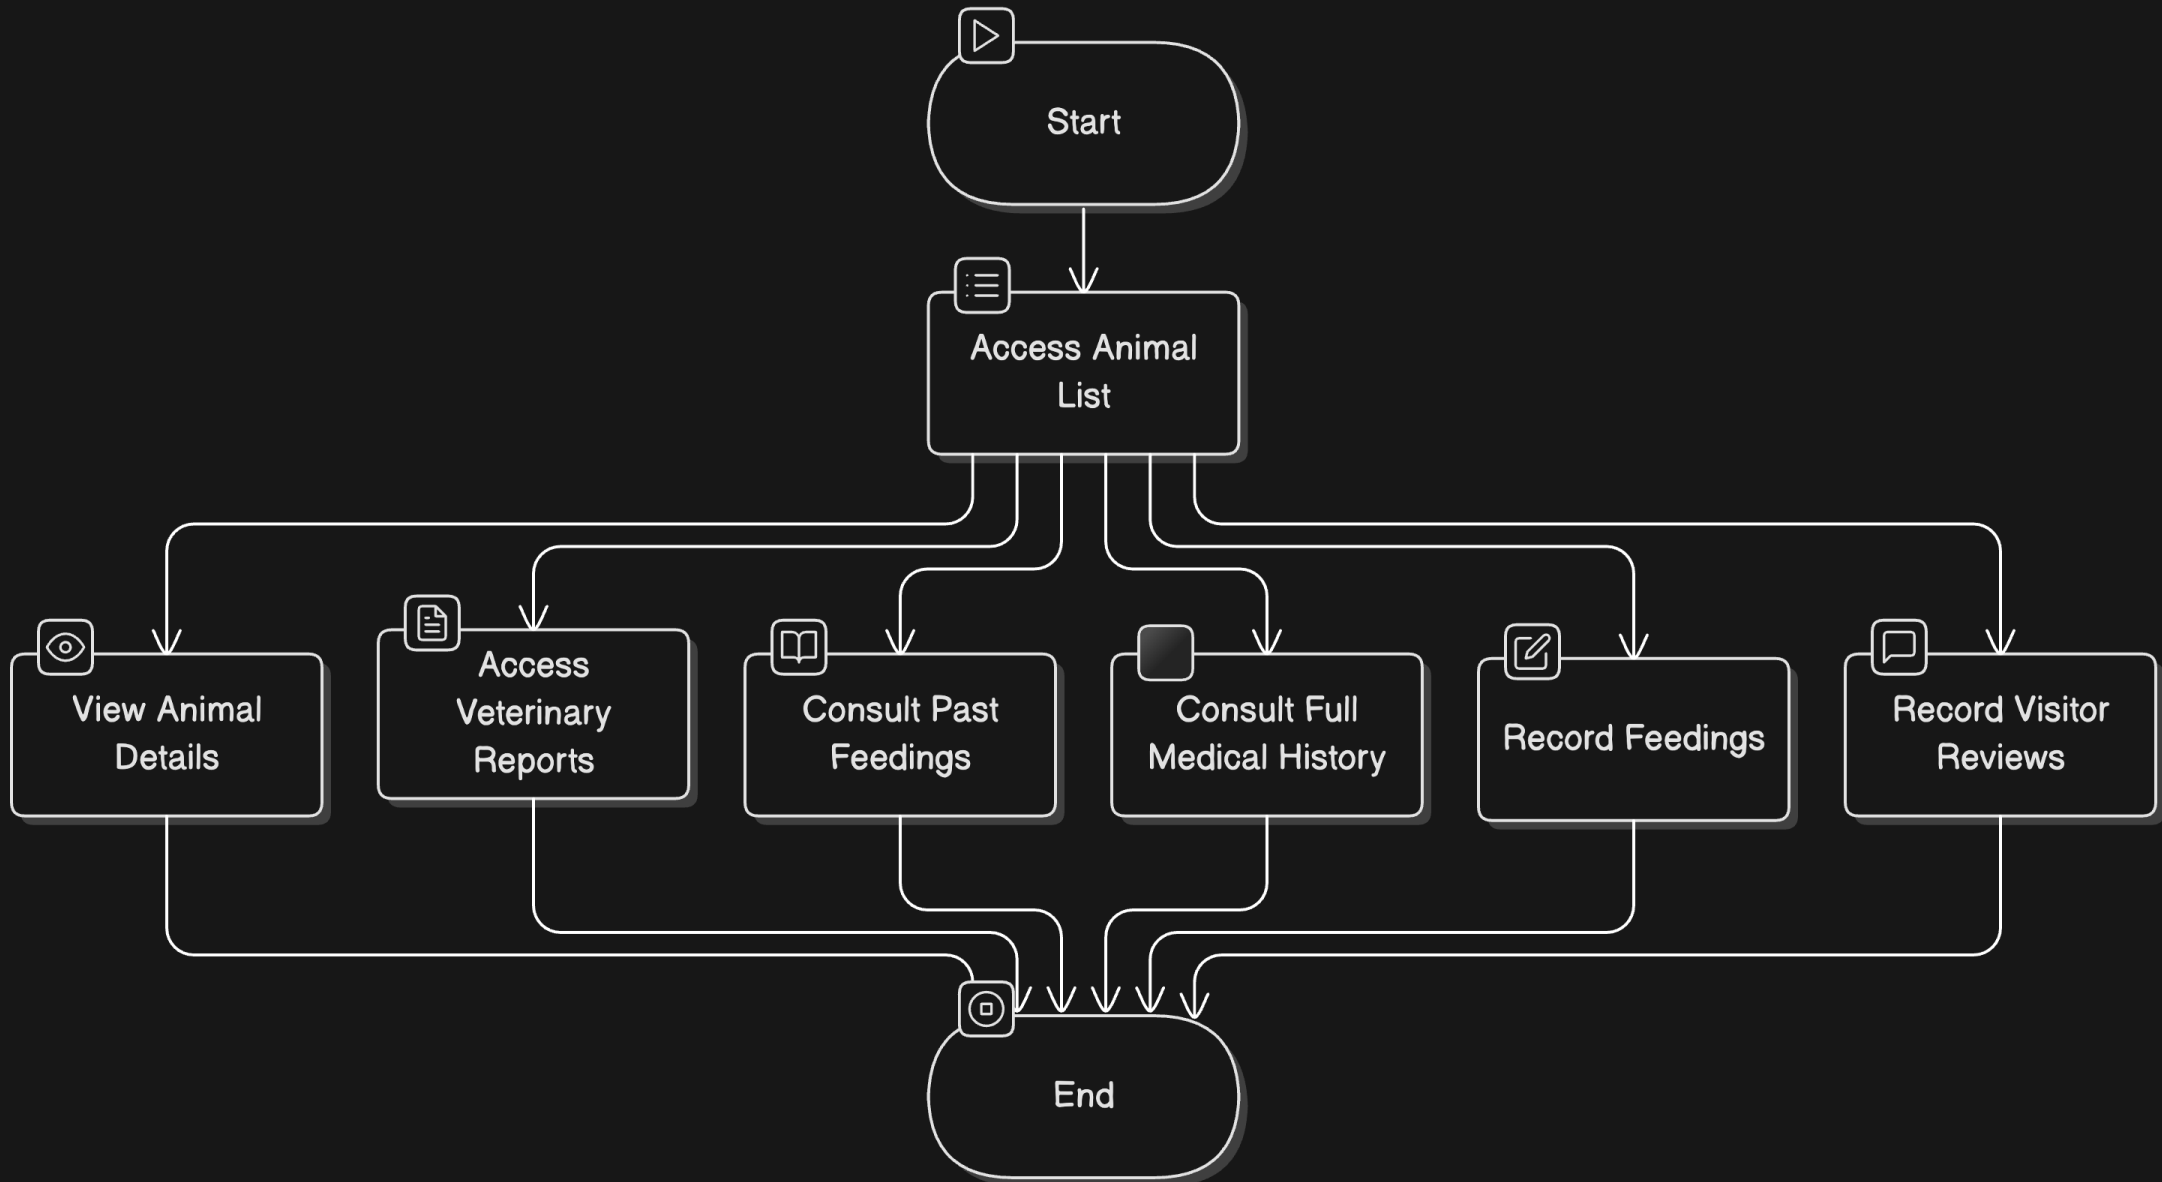 Start
Access Animal
List
View Animal
Details
Access
Veterinary
Reports
Consult Past
Feedings
Consult Full
Medical History
Record Feedings
Record Visitor
Reviews
End